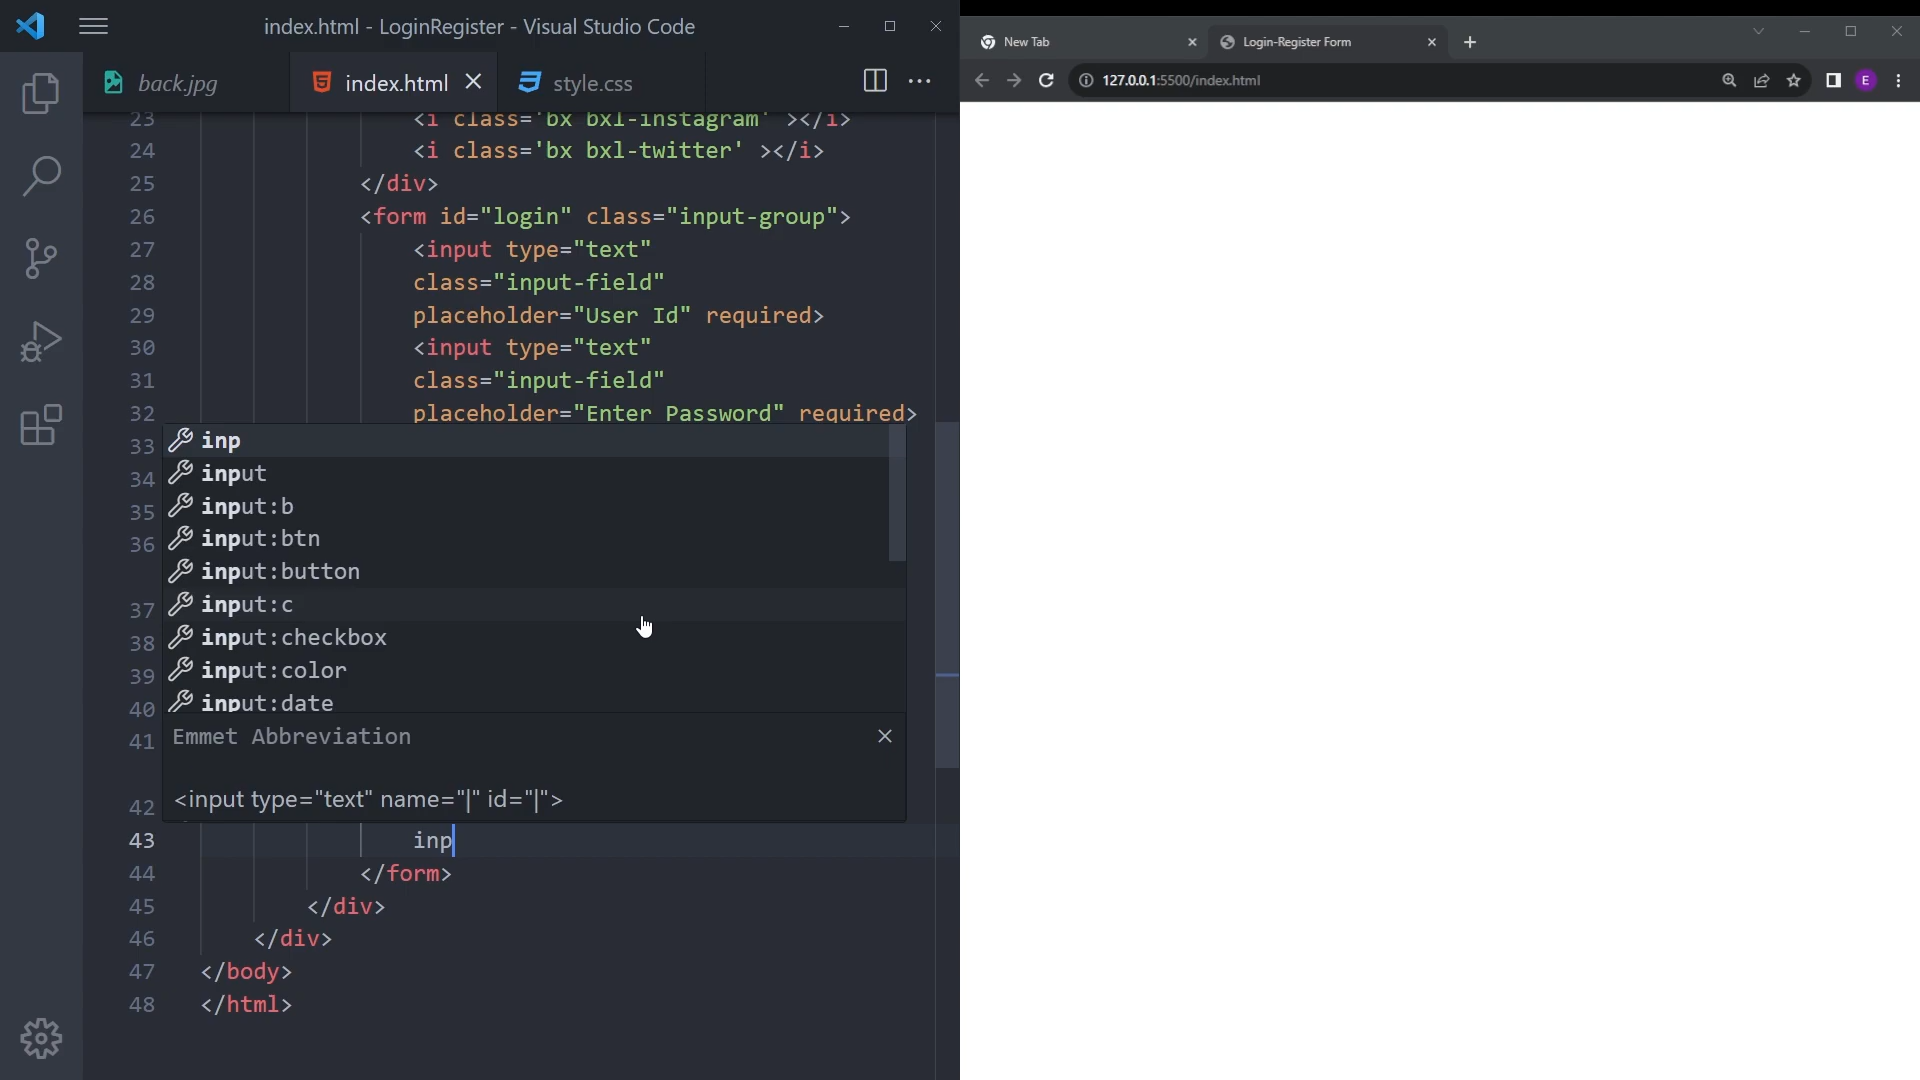 index.html - LoginRegister - Visual Studio Code
back.jpg
index.html
style.css
23 <i class='bx bxl-instagram' ></i>
24 <i class='bx bxl-twitter' ></i>
25 </div>
26 <form id="login" class="input-group">
27 <input type="text"
28 class="input-field"
29 placeholder="User Id" required>
30 <input type="text"
31 class="input-field"
32 placeholder="Enter Password" required>
33
34
35
36
37
38
39
40
41
42
inp
input
input:b
input:btn
input:button
input:c
input:checkbox
input:color
input:date
Emmet Abbreviation
<input type="text" name="|" id="|">
43 inp
44 </form>
45 </div>
46 </div>
47 </body>
48 </html>
New Tab
Login-Register Form
127.0.0.1:5500/index.html
E